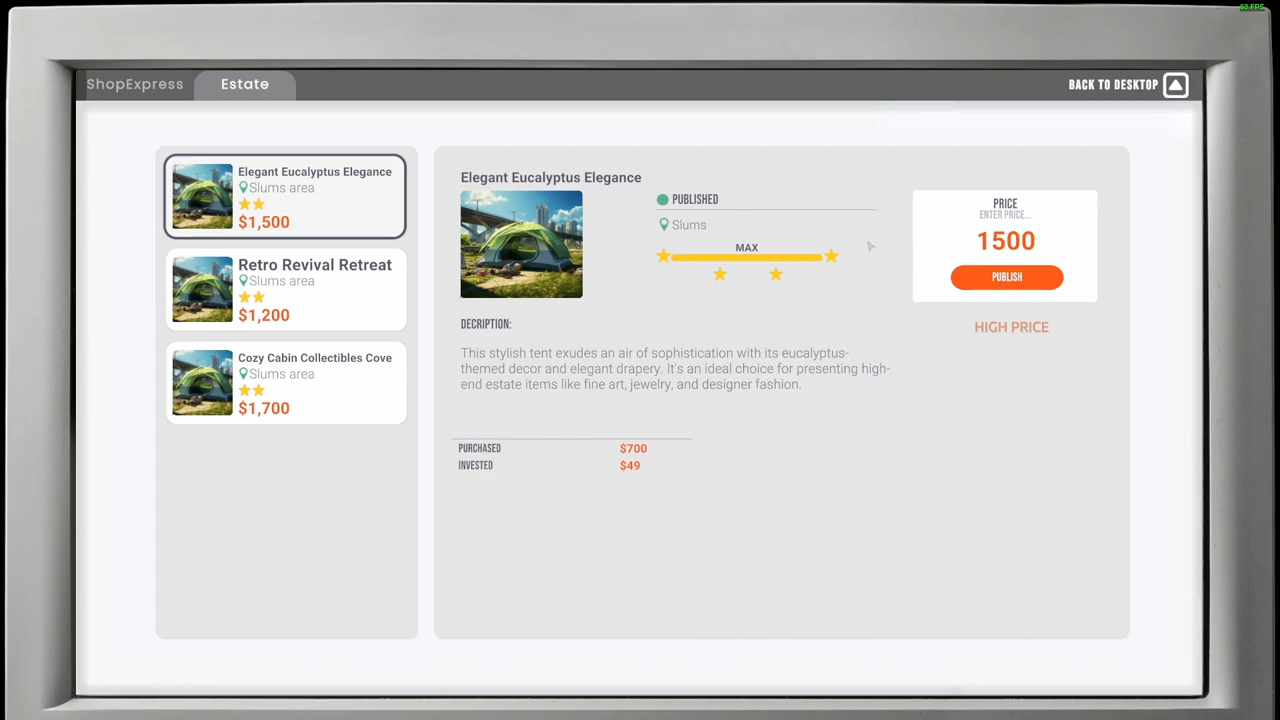 60 FPS
ShopExpress
Estate
BACK TO DESKTOP
Elegant Eucalyptus Elegance
Slums area
$1,500
Retro Revival Retreat
Slums area
$1,200
Cozy Cabin Collectibles Cove
Slums area
$1,700
Elegant Eucalyptus Elegance
PUBLISHED
Slums
MAX
PRICE
ENTER PRICE...
1500
PUBLISH
HIGH PRICE
DECRIPTION:
This stylish tent exudes an air of sophistication with its eucalyptus-
themed decor and elegant drapery. It's an ideal choice for presenting high-
end estate items like fine art, jewelry, and designer fashion.
PURCHASED $700
INVESTED $49